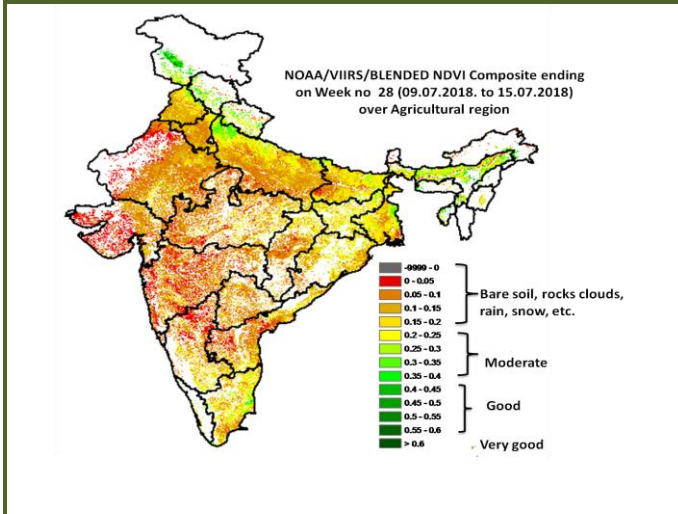 NOAA/VIIRS/BLENDED NDVI Composite ending
on Week no 28 (09.07.2018. to 15.07.2018)
over Agricultural region
-9999 - 0
0 - 0.05
0.05 - 0.1
0.1 - 0.15
0.15 - 0.2
0.2 - 0.25
0.25 - 0.3
0.3 - 0.35
0.35 - 0.4
0.4 - 0.45
0.45 - 0.5
0.5 - 0.55
0.55 - 0.6
> 0.6
Bare soil, rocks clouds,
rain, snow, etc.
Moderate
Good
Very good